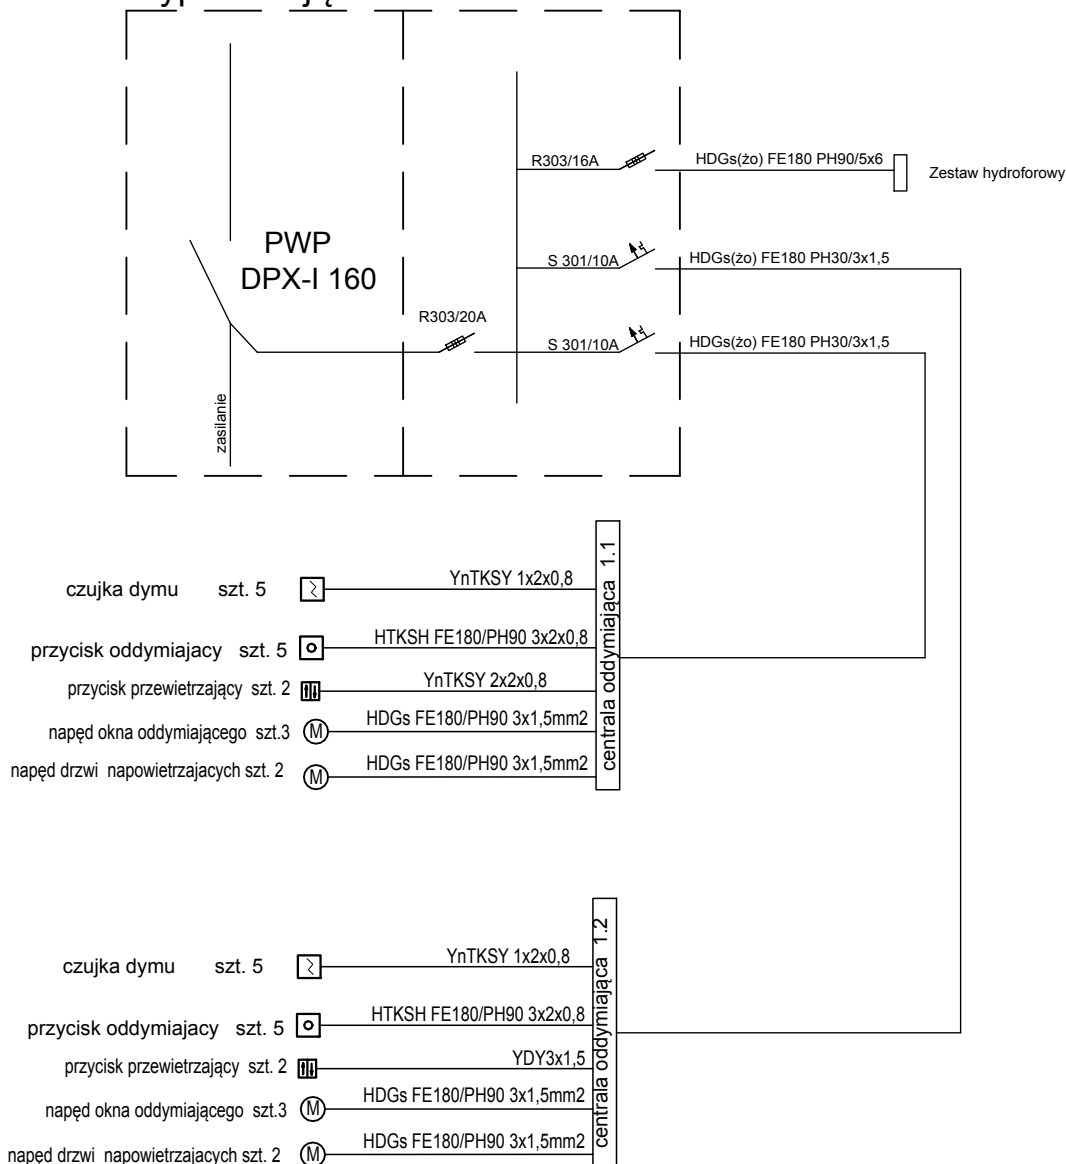 R303/16A
HDGs(żo) FE180 PH90/5x6
Zestaw hydroforowy
PWP
DPX-I 160
S 301/10A
HDGs(żo) FE180 PH30/3x1,5
R303/20A
S 301/10A
HDGs(żo) FE180 PH30/3x1,5
zasilanie
centrala oddymiająca 1.1
czujka dymu szt. 5
YnTKSY 1x2x0,8
przycisk oddymiajacy szt. 5
HTKSH FE180/PH90 3x2x0,8
przycisk przewietrzający szt. 2
YnTKSY 2x2x0,8
napęd okna oddymiającego szt.3
M
HDGs FE180/PH90 3x1,5mm2
napęd drzwi napowietrzajacych szt. 2
M
HDGs FE180/PH90 3x1,5mm2
centrala oddymiająca 1.2
czujka dymu szt. 5
YnTKSY 1x2x0,8
przycisk oddymiajacy szt. 5
HTKSH FE180/PH90 3x2x0,8
przycisk przewietrzający szt. 2
YDY3x1,5
napęd okna oddymiającego szt.3
M
HDGs FE180/PH90 3x1,5mm2
napęd drzwi napowietrzajacych szt. 2
M
HDGs FE180/PH90 3x1,5mm2